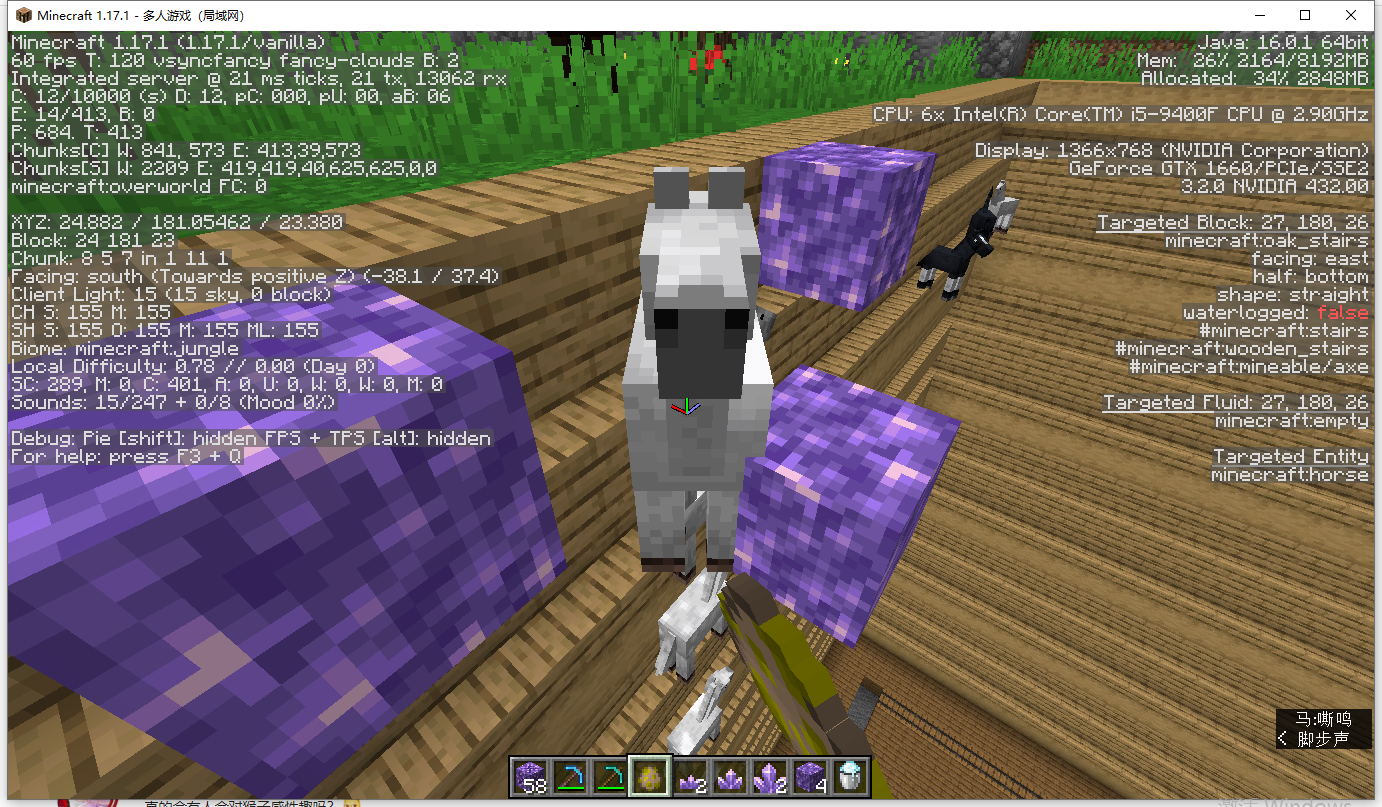 Minecraft 1.17.1 - 多人游戏（局域网）
Minecraft 1.17.1 (1.17.1/vanilla)
60 fps T: 120 vsyncfancy fancy-clouds B: 2
Integrated server @ 21 ms ticks, 21 tx, 13062 rx
C: 12/10000 (s) D: 12, pC: 000, pU: 00, aB: 06
E: 14/413, B: 0
P: 684. T: 413
Chunks[C] W: 841, 573 E: 413,39,573
Chunks[S] W: 2209 E: 419,419,40,625,625,0,0
minecraft:overworld FC: 0
XYZ: 24.882 / 181.05462 / 23.380
Block: 24 181 23
Chunk: 8 5 7 in 1 11 1
Facing: south (Towards positive Z) (-38.1 / 37.4)
Client Light: 15 (15 sky, 0 block)
CH S: 155 M: 155
SH S: 155 O: 155 M: 155 ML: 155
Biome: minecraft:jungle
Local Difficulty: 0.78 // 0.00 (Day 0)
SC: 289, M: 0, C: 401, A: 0, U: 0, W: 0, W: 0, M: 0
Sounds: 15/247 + 0/8 (Mood 0%)
Debug: Pie [shift]: hidden FPS + TPS [alt]: hidden
For help: press F3 + Q
Java: 16.0.1 64bit
Mem: 26% 2164/8192MB
Allocated: 34% 2848MB
CPU: 6x Intel(R) Core(TM) i5-9400F CPU @ 2.90GHz
Display: 1366x768 (NVIDIA Corporation)
GeForce GTX 1660/PCIe/SSE2
3.2.0 NVIDIA 432.00
Targeted Block: 27, 180, 26
minecraft:oak_stairs
facing: east
half: bottom
shape: straight
waterlogged: false
#minecraft:stairs
#minecraft:wooden_stairs
#minecraft:mineable/axe
Targeted Fluid: 27, 180, 26
minecraft:empty
Targeted Entity
minecraft:horse
马:嘶鸣
< 脚步声
58 2 2 4